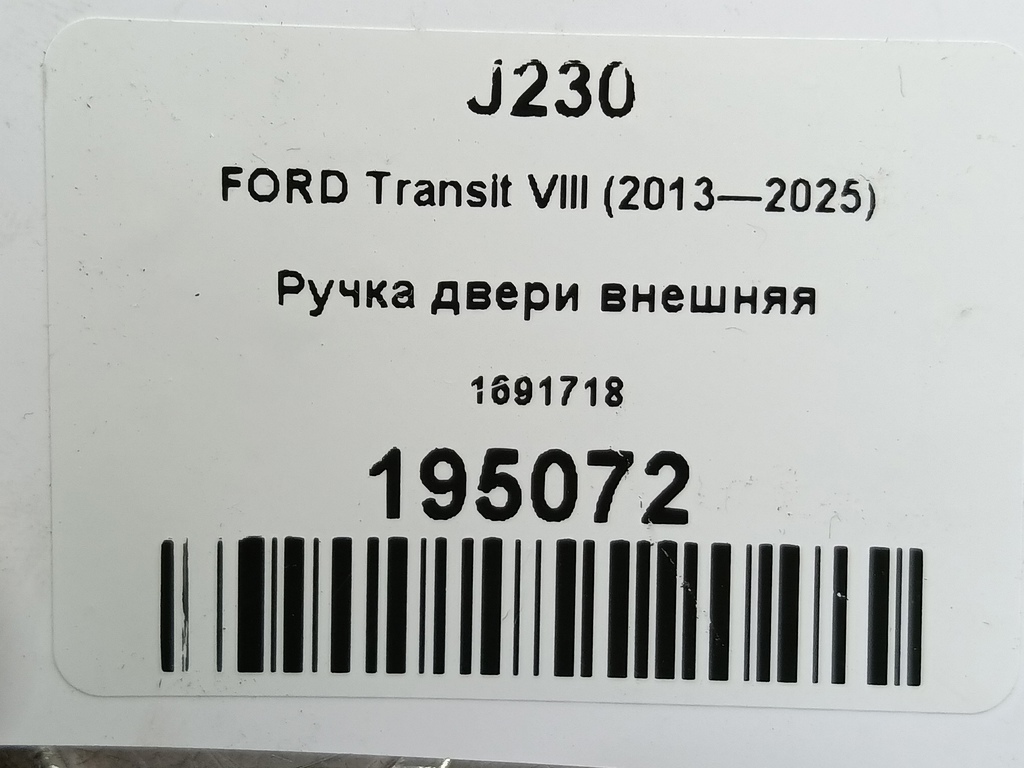 J230
FORD Transit VIII (2013—2025)
Ручка двери внешняя
1691718
195072